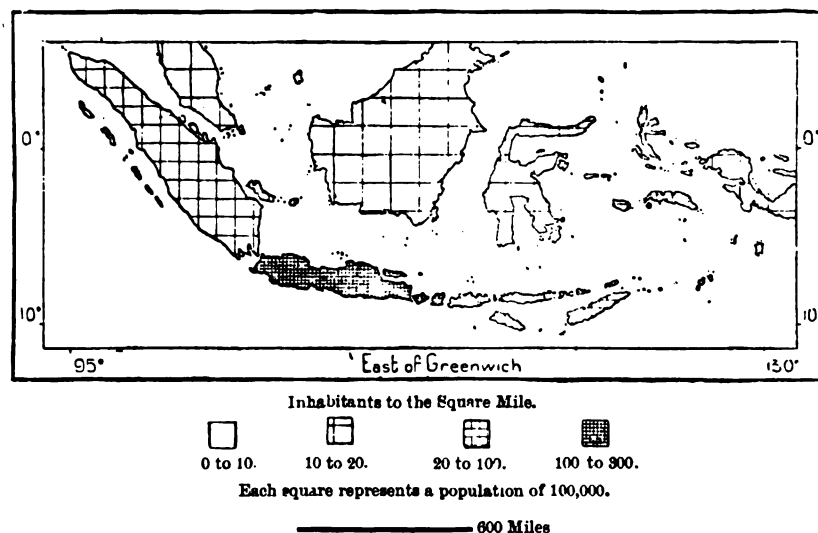 0° 0°
10° 10
95° East of Greenwich 130°
Inhabitants to the Square Mile.
0 to 10. 10 to 20. 20 to 100. 100 to 300.
Each square represents a population of 100,000.
600 Miles